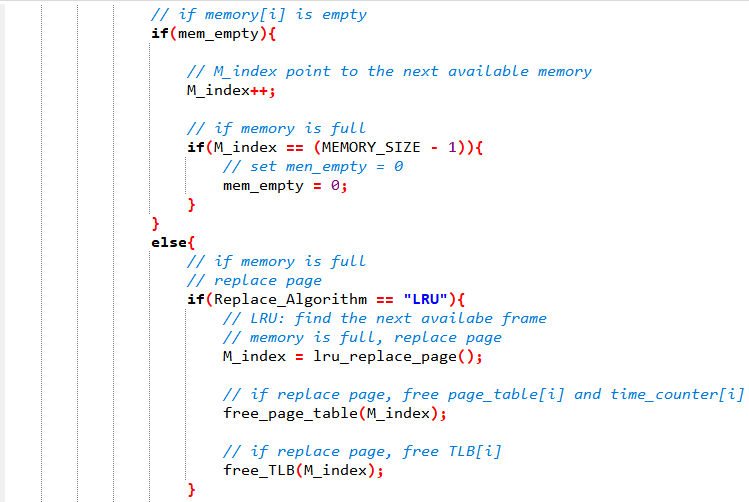 // if memory[i] is empty
if(mem_empty){
// M_index point to the next available memory
M_index++;
// if memory is full
if(M_index == (MEMORY_SIZE - 1)){
// set men_empty = 0
mem_empty = 0;
}
}
else{
// if memory is full
// replace page
if(Replace_Algorithm == "LRU"){
// LRU: find the next availabe frame
// memory is full, replace page
M_index = lru_replace_page();
// if replace page, free page_table[i] and time_counter[i]
free_page_table(M_index);
// if replace page, free TLB[i]
free_TLB(M_index);
}